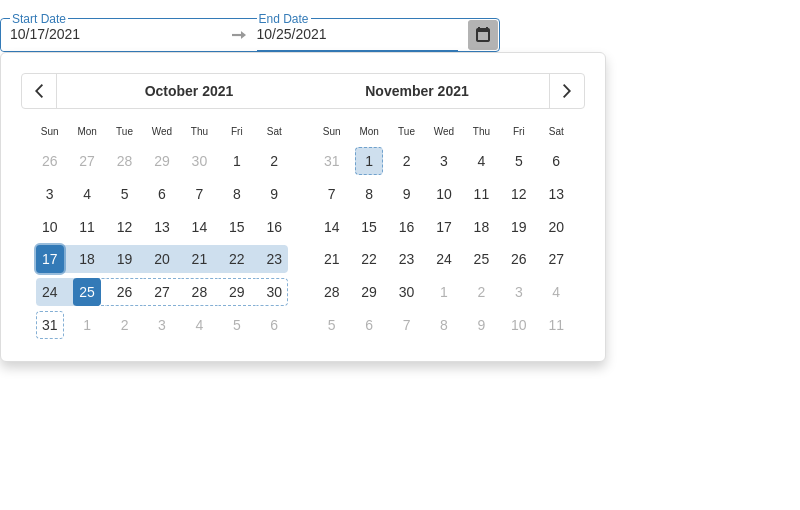 Start Date
End Date
10/17/2021
10/25/2021
October 2021
November 2021
Sun Mon Tue Wed Thu Fri Sat
Sun Mon Tue Wed Thu Fri Sat
26 27 28 29 30 1 2
31 1 2 3 4 5 6
3 4 5 6 7 8 9
7 8 9 10 11 12 13
10 11 12 13 14 15 16
14 15 16 17 18 19 20
17 18 19 20 21 22 23
21 22 23 24 25 26 27
24 25 26 27 28 29 30
28 29 30 1 2 3 4
31 1 2 3 4 5 6
5 6 7 8 9 10 11